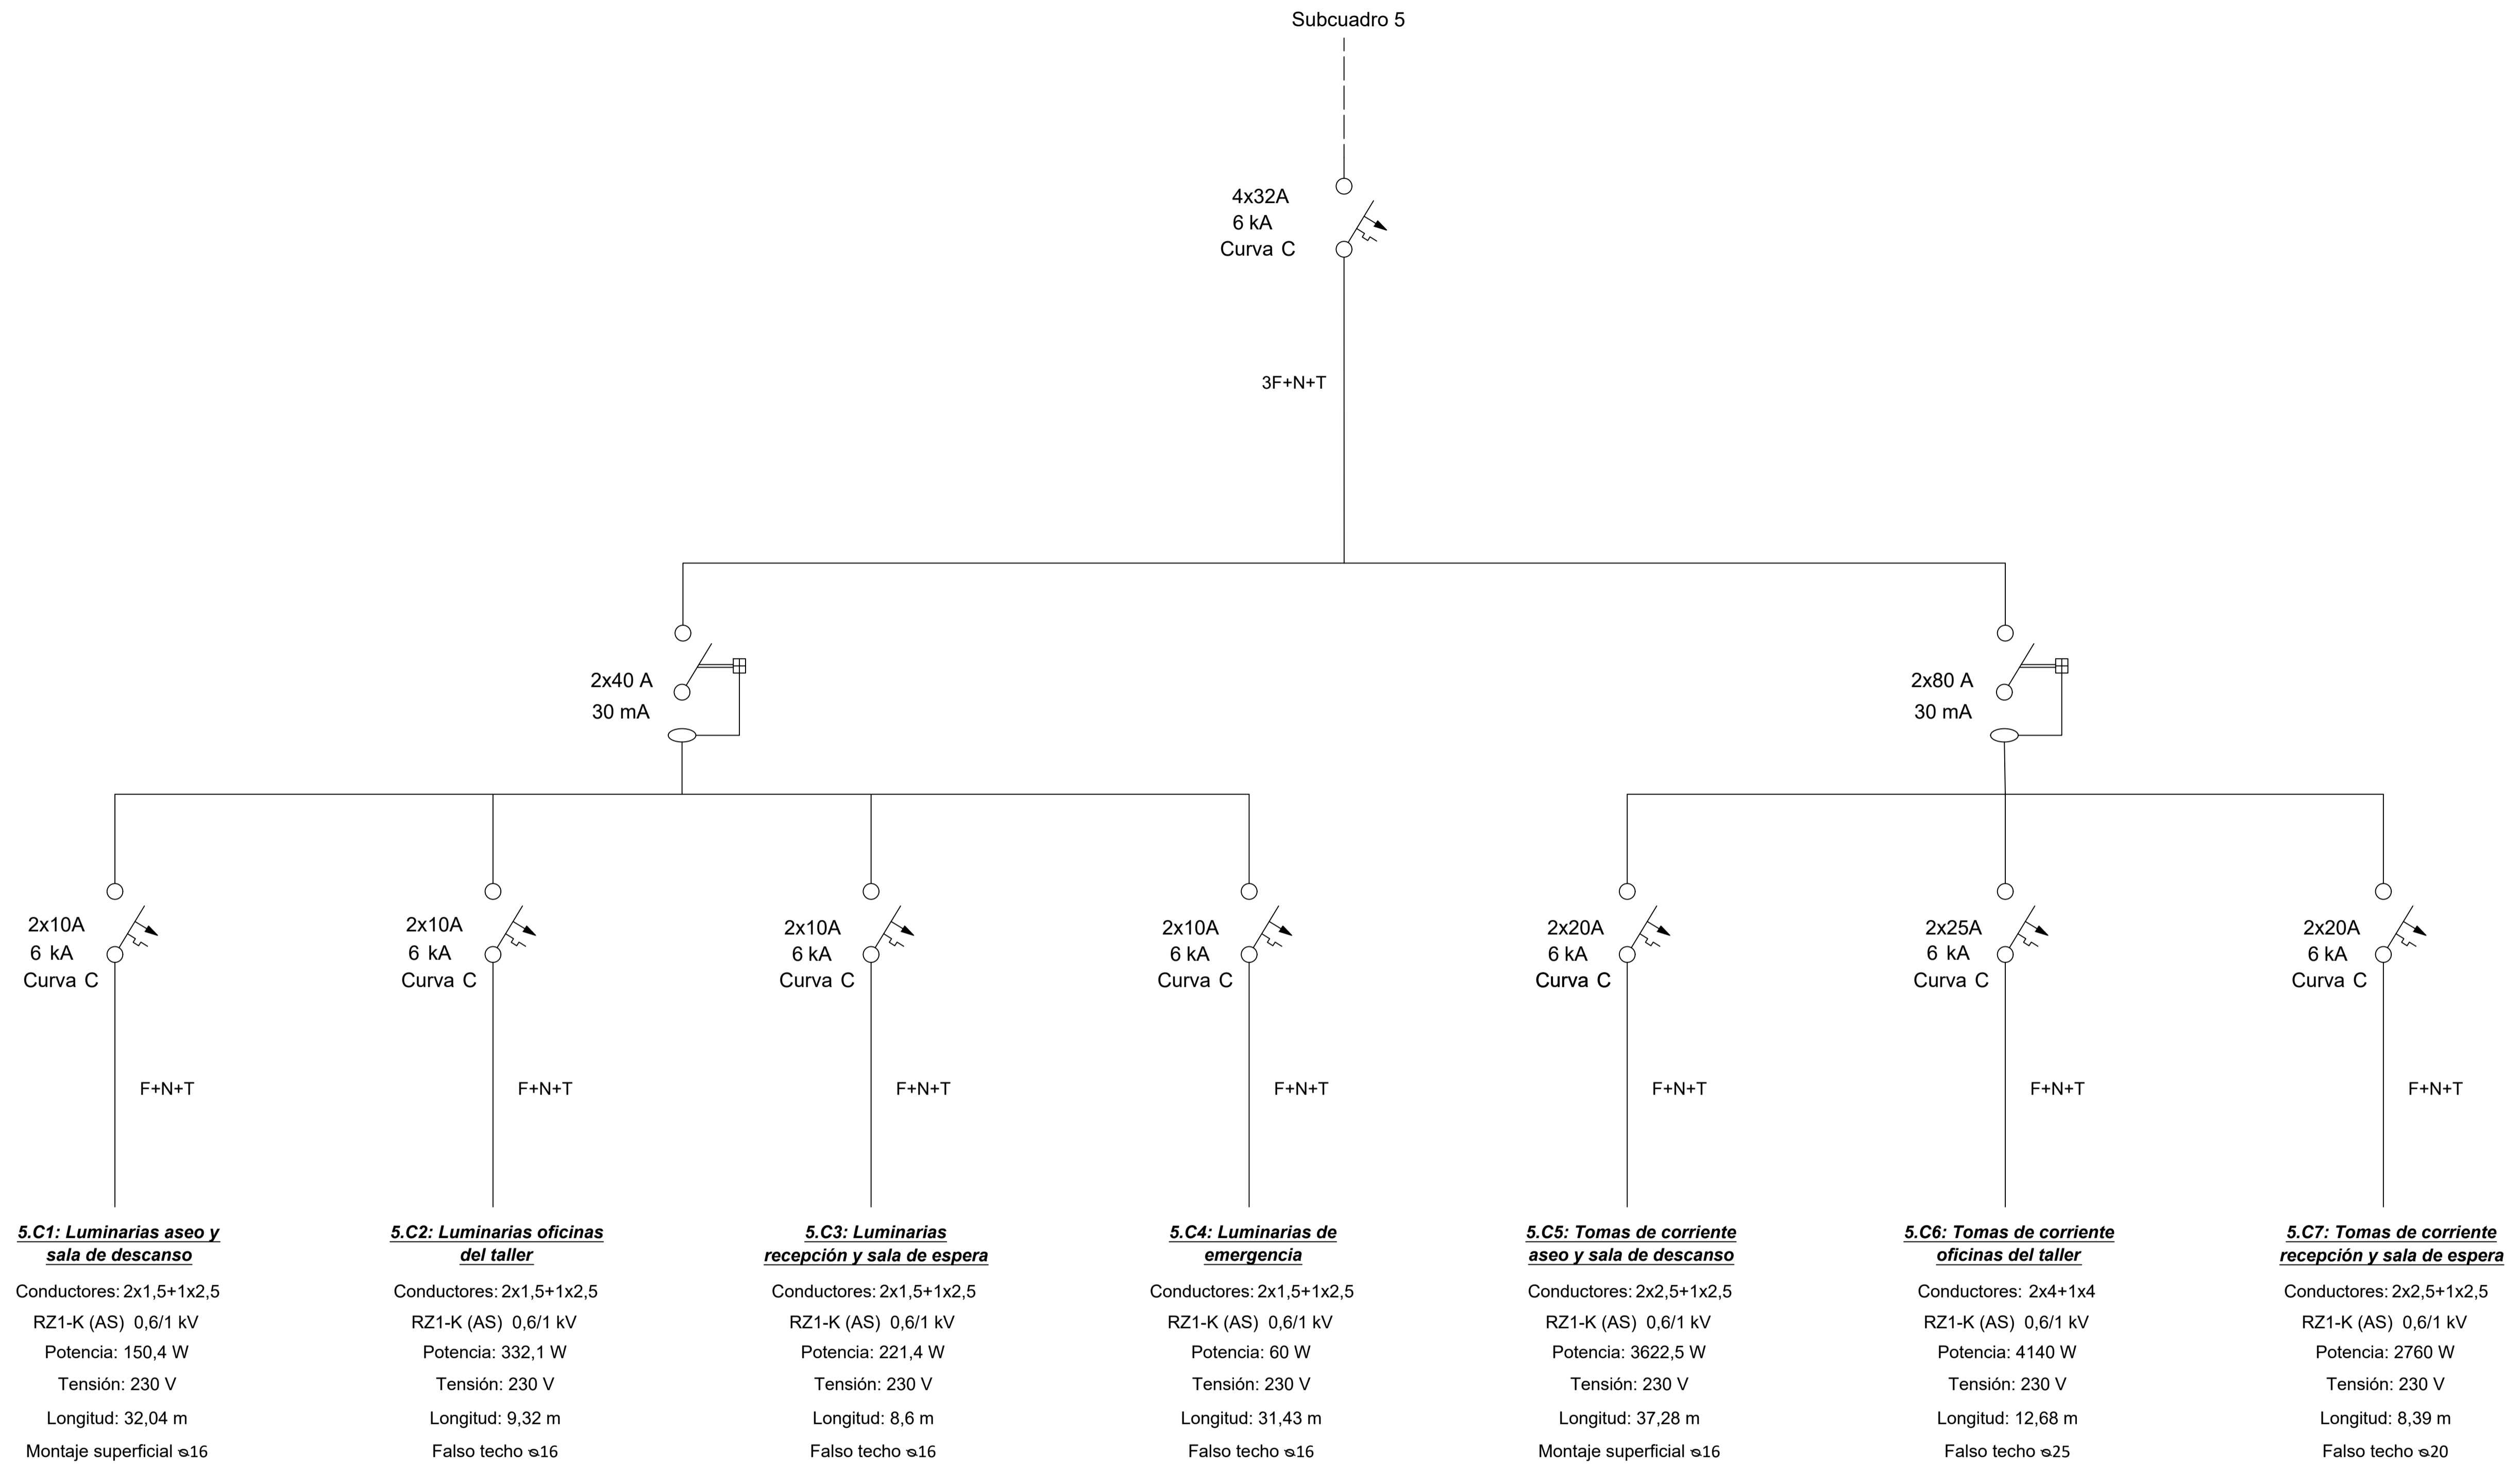 Subcuadro 5
4x32A
6 kA
Curva C
3F+N+T
2x40 A
30 mA
2x80 A
30 mA
2x10A
6 kA
Curva C
2x10A
6 kA
Curva C
2x10A
6 kA
Curva C
2x10A
6 kA
Curva C
2x20A
6 kA
Curva C
2x25A
6 kA
Curva C
2x20A
6 kA
Curva C
F+N+T
F+N+T
F+N+T
F+N+T
F+N+T
F+N+T
F+N+T
5.C1: Luminarias aseo y
sala de descanso
Conductores: 2x1,5+1x2,5
RZ1-K (AS) 0,6/1 kV
Potencia: 150,4 W
Tensión: 230 V
Longitud: 32,04 m
Montaje superficial ⦰16
5.C2: Luminarias oficinas
del taller
Conductores: 2x1,5+1x2,5
RZ1-K (AS) 0,6/1 kV
Potencia: 332,1 W
Tensión: 230 V
Longitud: 9,32 m
Falso techo ⦰16
5.C3: Luminarias
recepción y sala de espera
Conductores: 2x1,5+1x2,5
RZ1-K (AS) 0,6/1 kV
Potencia: 221,4 W
Tensión: 230 V
Longitud: 8,6 m
Falso techo ⦰16
5.C4: Luminarias de
emergencia
Conductores: 2x1,5+1x2,5
RZ1-K (AS) 0,6/1 kV
Potencia: 60 W
Tensión: 230 V
Longitud: 31,43 m
Falso techo ⦰16
5.C5: Tomas de corriente
aseo y sala de descanso
Conductores: 2x2,5+1x2,5
RZ1-K (AS) 0,6/1 kV
Potencia: 3622,5 W
Tensión: 230 V
Longitud: 37,28 m
Montaje superficial ⦰16
5.C6: Tomas de corriente
oficinas del taller
Conductores: 2x4+1x4
RZ1-K (AS) 0,6/1 kV
Potencia: 4140 W
Tensión: 230 V
Longitud: 12,68 m
Falso techo ⦰25
5.C7: Tomas de corriente
recepción y sala de espera
Conductores: 2x2,5+1x2,5
RZ1-K (AS) 0,6/1 kV
Potencia: 2760 W
Tensión: 230 V
Longitud: 8,39 m
Falso techo ⦰20